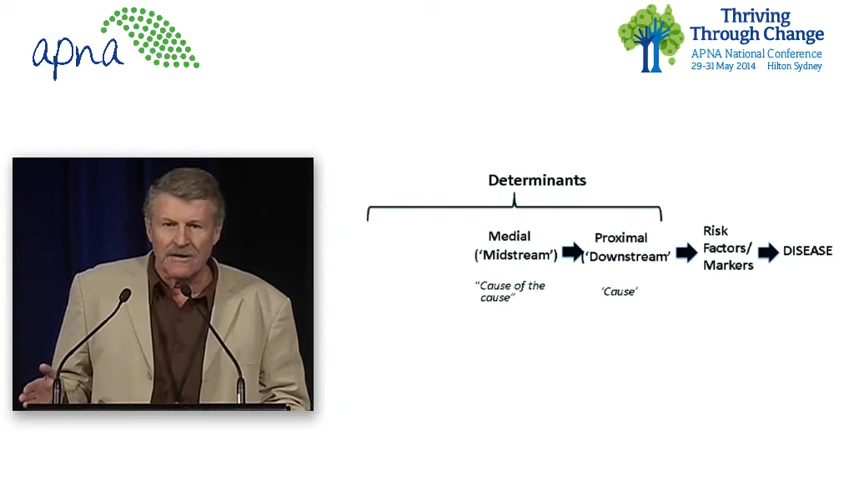 apna
Thriving
Through Change
APNA National Conference
29-31 May 2014 Hilton Sydney
Determinants
Medial
('Midstream')
"Cause of the
cause"
Proximal
('Downstream'
'Cause'
Risk
Factors/
Markers
DISEASE